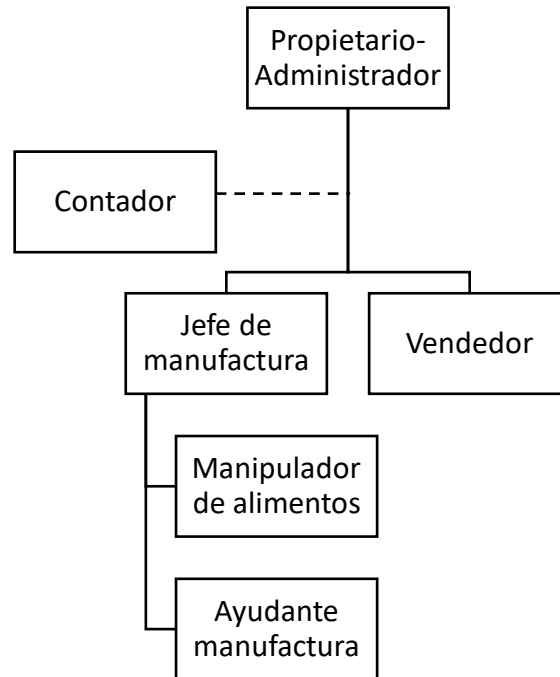 Propietario-
Administrador
Contador
Jefe de
manufactura
Vendedor
Manipulador
de alimentos
Ayudante
manufactura